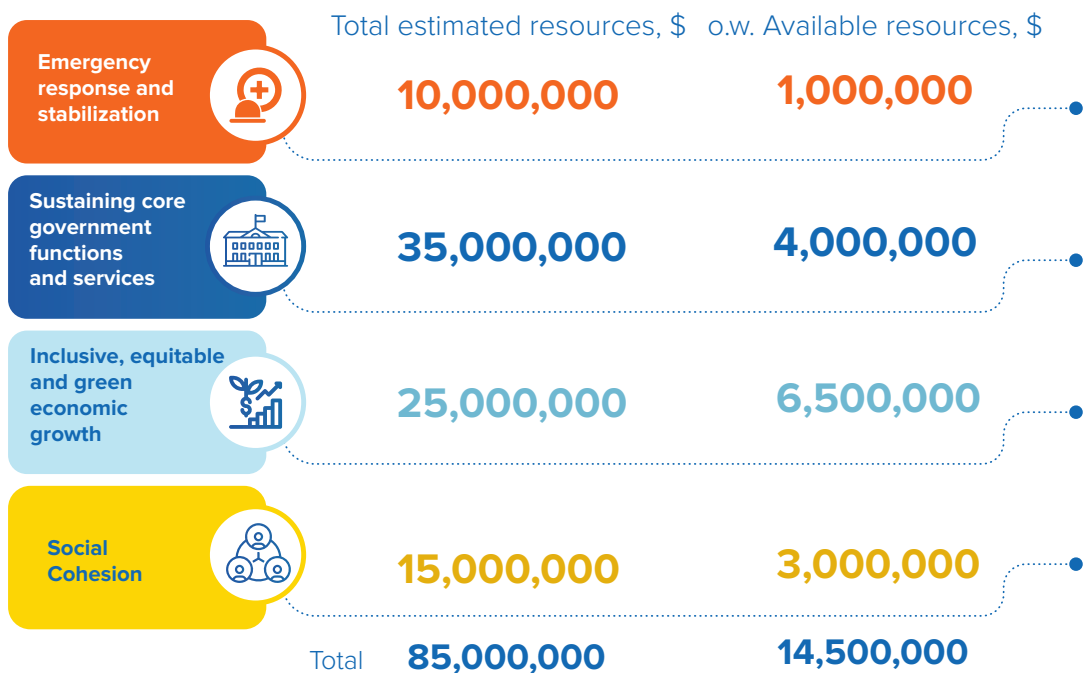 Total estimated resources, $ o.w. Available resources, $
Emergency
response and
stabilization
10,000,000 1,000,000
Sustaining core
government
functions
and services
35,000,000 4,000,000
Inclusive, equitable
and green
economic
growth
25,000,000 6,500,000
Social
Cohesion
15,000,000 3,000,000
Total 85,000,000 14,500,000